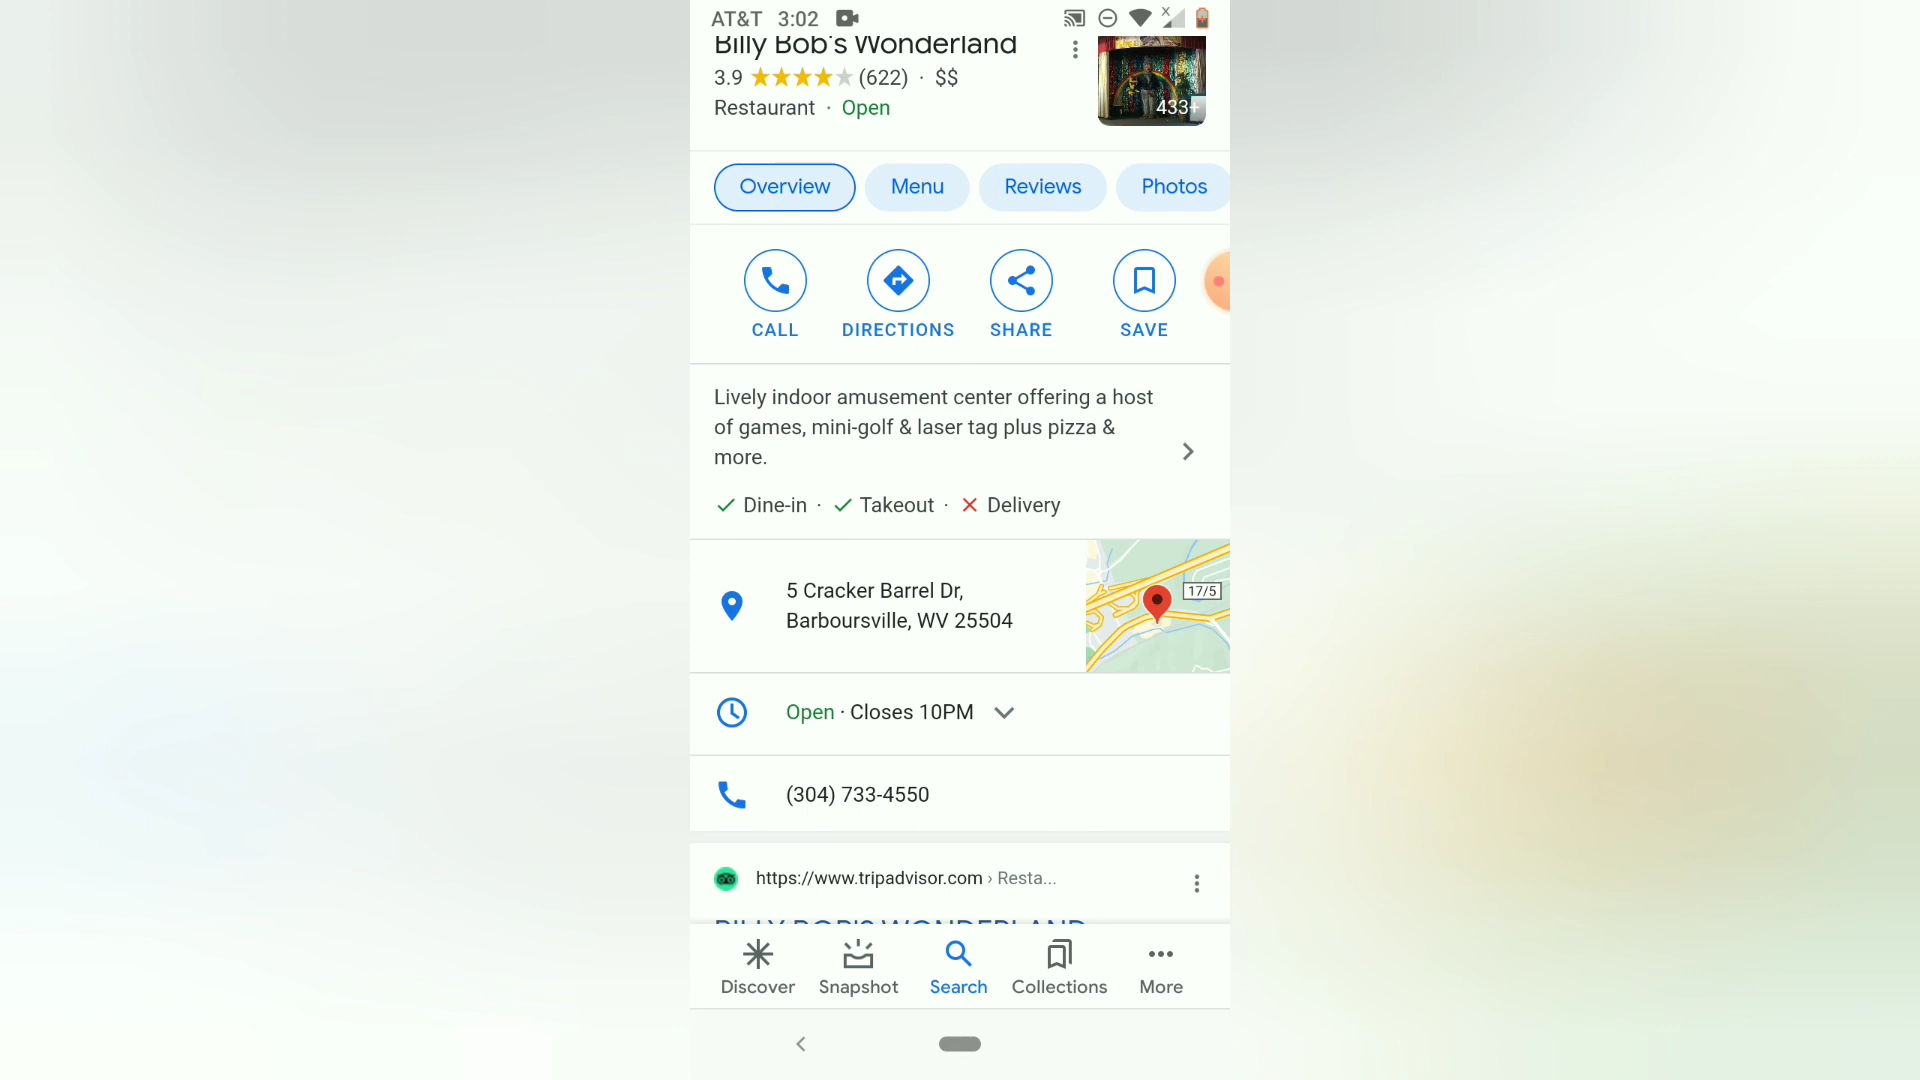 AT&T 3:02
Billy Bob's Wonderland
3.9 (622) · $$
Restaurant · Open
433+
Overview Menu Reviews Photos
CALL DIRECTIONS SHARE SAVE
Lively indoor amusement center offering a host
of games, mini-golf & laser tag plus pizza &
more.
Dine-in · Takeout · Delivery
5 Cracker Barrel Dr,
Barboursville, WV 25504
17/5
Open · Closes 10PM
(304) 733-4550
https://www.tripadvisor.com › Resta...
BILLY BOB'S WONDERLAND
Discover Snapshot Search Collections More